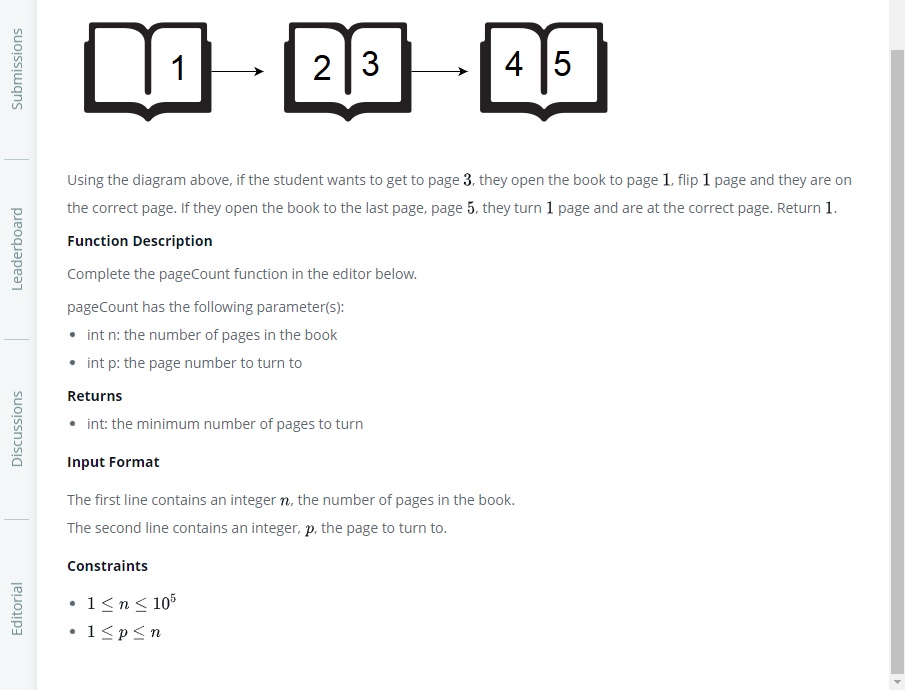 Submissions
Leaderboard
Discussions
Editorial
1
2 3
4 5
Using the diagram above, if the student wants to get to page 3, they open the book to page 1, flip 1 page and they are on
the correct page. If they open the book to the last page, page 5, they turn 1 page and are at the correct page. Return 1.
Function Description
Complete the pageCount function in the editor below.
pageCount has the following parameter(s):
• int n: the number of pages in the book
• int p: the page number to turn to
Returns
• int: the minimum number of pages to turn
Input Format
The first line contains an integer n, the number of pages in the book.
The second line contains an integer, p, the page to turn to.
Constraints
• 1 ≤ n ≤ 10⁵
• 1 ≤ p ≤ n